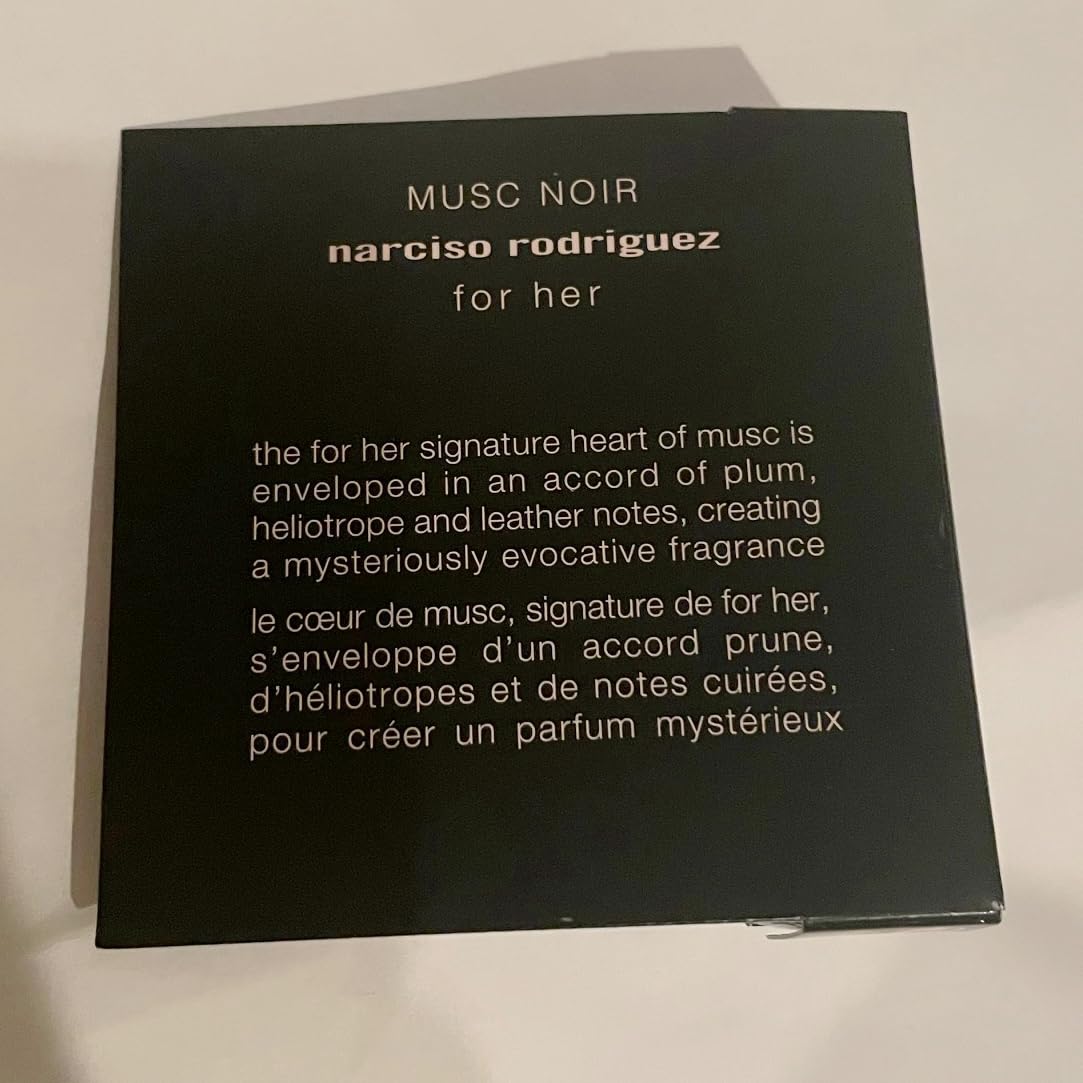 MUSC NOIR
narciso rodriguez
for her
the for her signature heart of musc is
enveloped in an accord of plum,
heliotrope and leather notes, creating
a mysteriously evocative fragrance
le cœur de musc, signature de for her,
s'enveloppe d'un accord prune,
d'héliotropes et de notes cuirées,
pour créer un parfum mystérieux